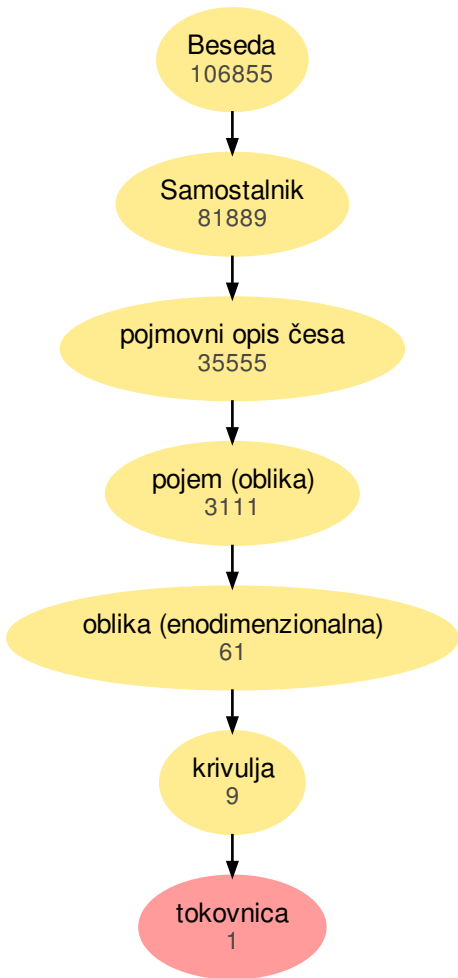 Beseda
106855
Samostalnik
81889
pojmovni opis česa
35555
pojem (oblika)
3111
oblika (enodimenzionalna)
61
krivulja
9
tokovnica
1